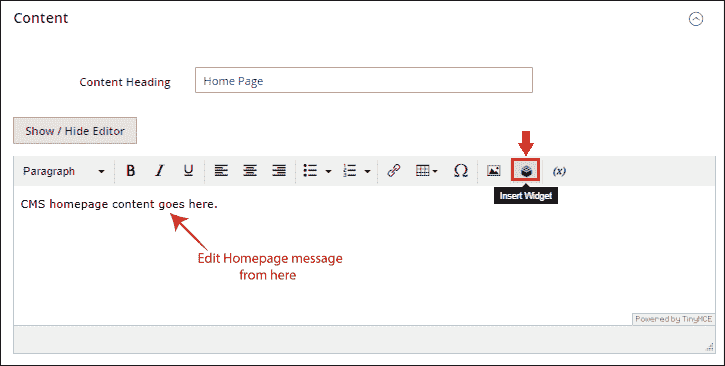 Content
Content Heading
Home Page
Show / Hide Editor
Paragraph B I U Ω (x)
Insert Widget
CMS homepage content goes here.
Edit Homepage message
from here
Powered by TinyMCE